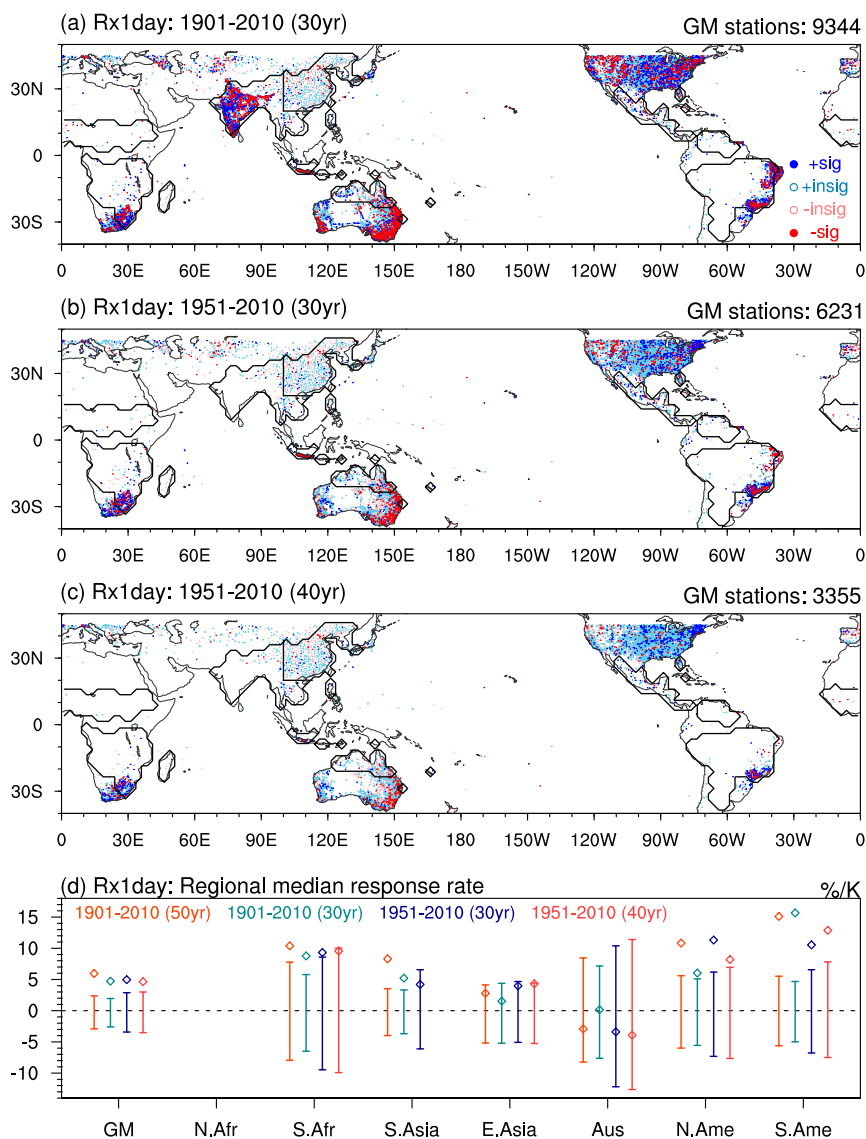 (a) Rx1day: 1901-2010 (30yr)
GM stations: 9344
30N
0
30S
+sig
+insig
-insig
-sig
0 30E 60E 90E 120E 150E 180 150W 120W 90W 60W 30W 0
(b) Rx1day: 1951-2010 (30yr)
GM stations: 6231
30N
0
30S
0 30E 60E 90E 120E 150E 180 150W 120W 90W 60W 30W 0
(c) Rx1day: 1951-2010 (40yr)
GM stations: 3355
30N
0
30S
0 30E 60E 90E 120E 150E 180 150W 120W 90W 60W 30W 0
(d) Rx1day: Regional median response rate
%/K
1901-2010 (50yr) 1901-2010 (30yr) 1951-2010 (30yr) 1951-2010 (40yr)
15
10
5
0
-5
-10
GM N.Afr S.Afr S.Asia E.Asia Aus N.Ame S.Ame